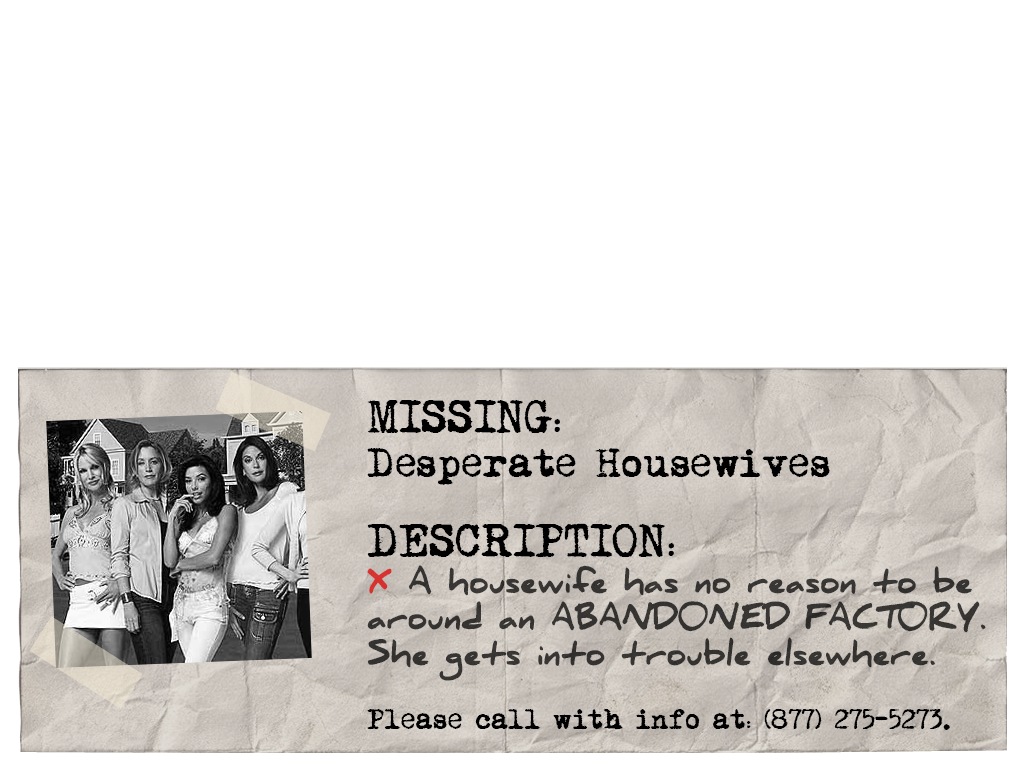 MISSING:
Desperate Housewives
DESCRIPTION:
✗ A housewife has no reason to be
around an ABANDONED FACTORY.
She gets into trouble elsewhere.
Please call with info at: (877) 275-5273.